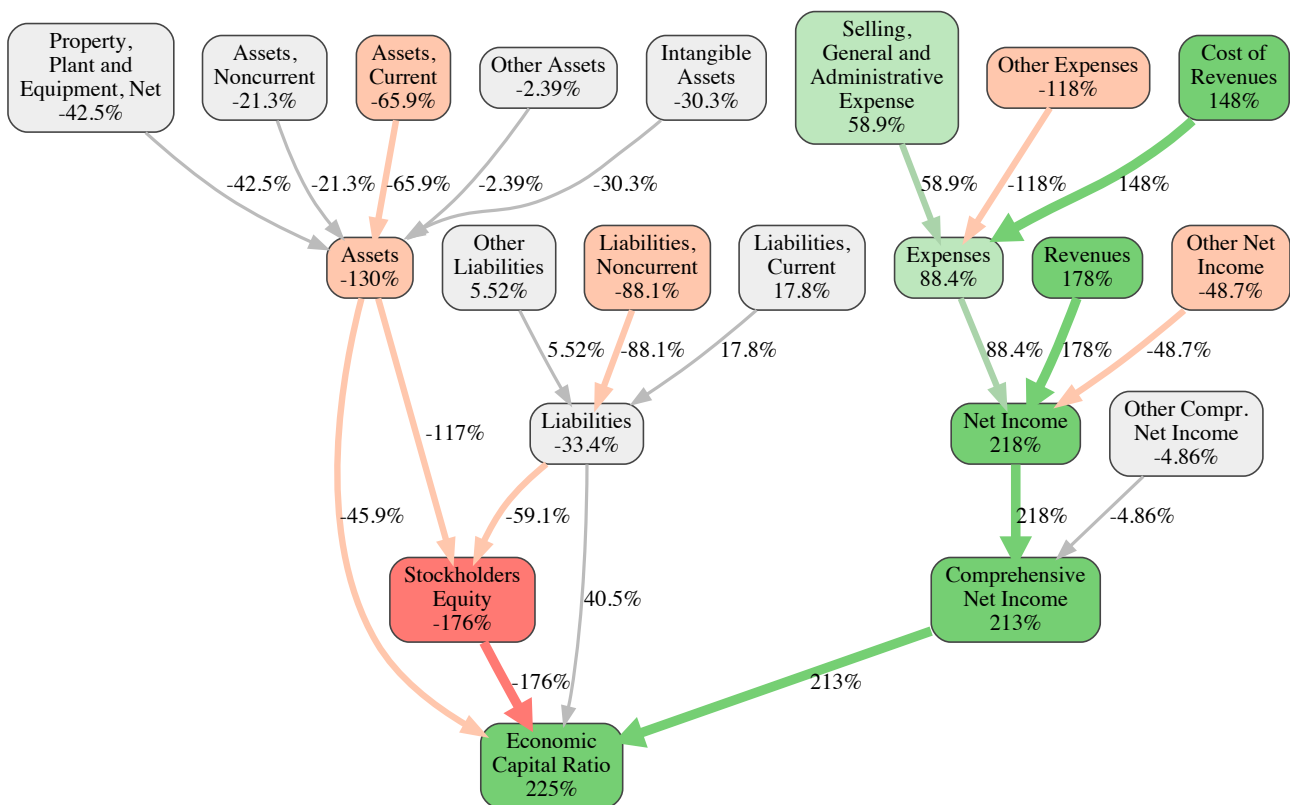 Property,
Plant and
Equipment, Net
-42.5%
Assets,
Noncurrent
-21.3%
Assets,
Current
-65.9%
Other Assets
-2.39%
Intangible
Assets
-30.3%
Selling,
General and
Administrative
Expense
58.9%
Other Expenses
-118%
Cost of
Revenues
148%
-42.5%
-21.3%
-65.9%
-2.39%
-30.3%
58.9%
-118%
148%
Assets
-130%
Other
Liabilities
5.52%
Liabilities,
Noncurrent
-88.1%
Liabilities,
Current
17.8%
Expenses
88.4%
Revenues
178%
Other Net
Income
-48.7%
5.52%
-88.1%
17.8%
88.4%
178%
-48.7%
-117%
Liabilities
-33.4%
Net Income
218%
Other Compr.
Net Income
-4.86%
-45.9%
-59.1%
218%
-4.86%
Stockholders
Equity
-176%
40.5%
Comprehensive
Net Income
213%
-176%
213%
Economic
Capital Ratio
225%